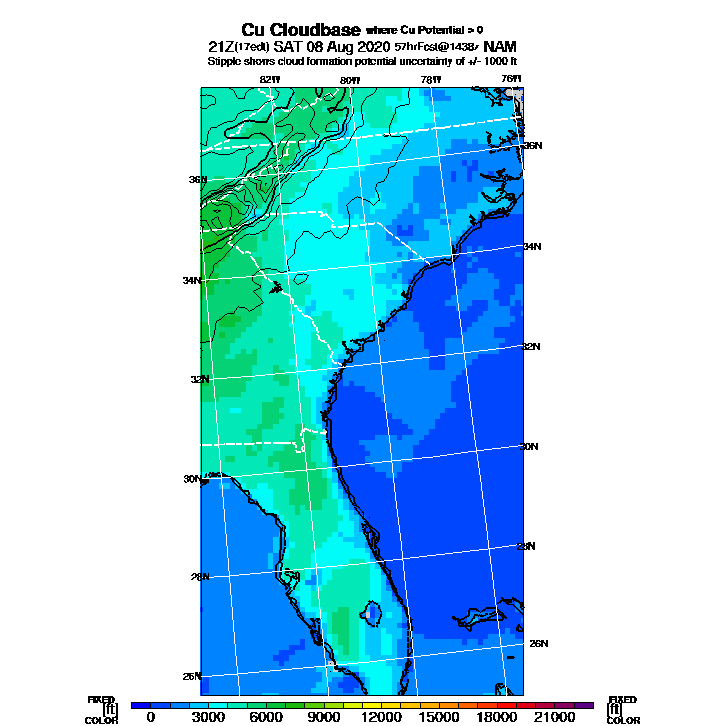 Cu Cloudbase where Cu Potential > 0
21Z(17edt) SAT 08 Aug 2020 57hrFcst@1438z NAM
Stipple shows cloud formation potential uncertainty of +/- 1000 ft
82W 80W 78W 76W
36N
36N
34N
34N
32N
32N
30N
30N
28N
28N
26N
26N
FIXED FIXED
[ft] 0 3000 6000 9000 12000 15000 18000 21000 [ft]
COLOR COLOR